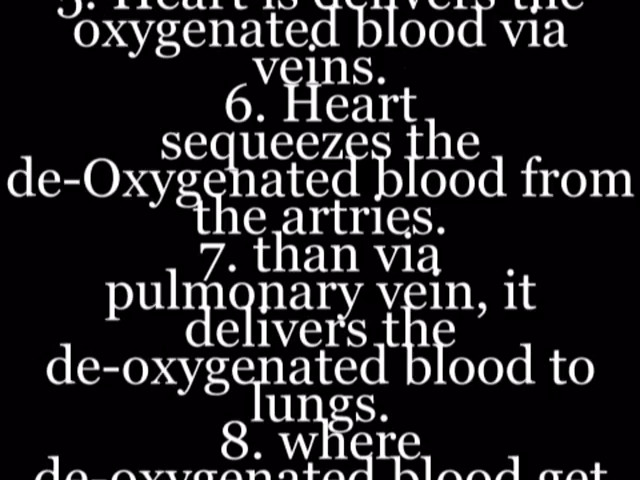 5. Heart is delivers the
oxygenated blood via
veins.
6. Heart
sequeezes the
de-Oxygenated blood from
the artries.
7. than via
pulmonary vein, it
delivers the
de-oxygenated blood to
lungs.
8. where
de-oxygenated blood get